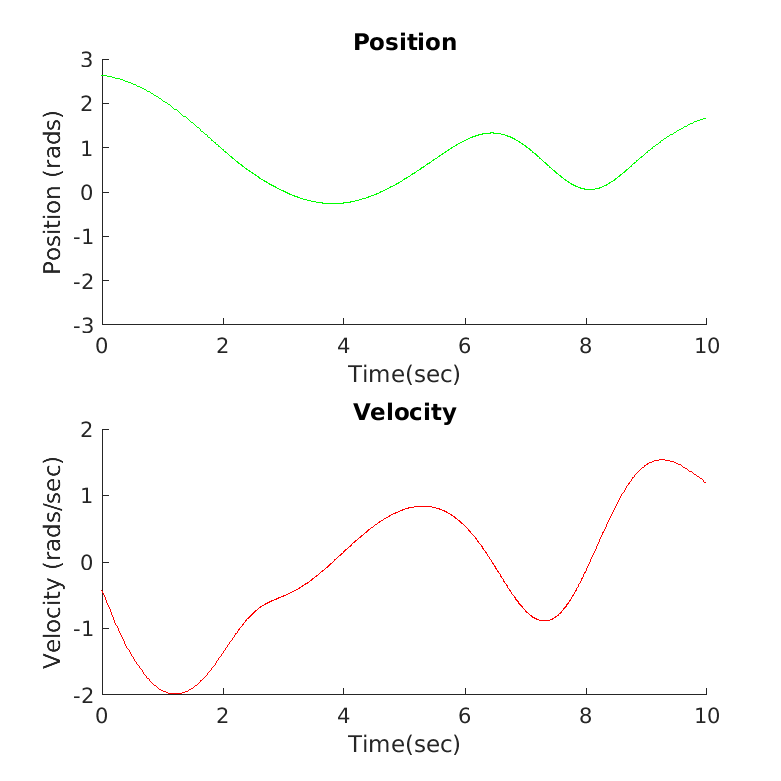 Position
3
2
1
0
-1
-2
-3
Position (rads)
0 2 4 6 8 10
Time(sec)
Velocity
2
1
0
-1
-2
Velocity (rads/sec)
0 2 4 6 8 10
Time(sec)